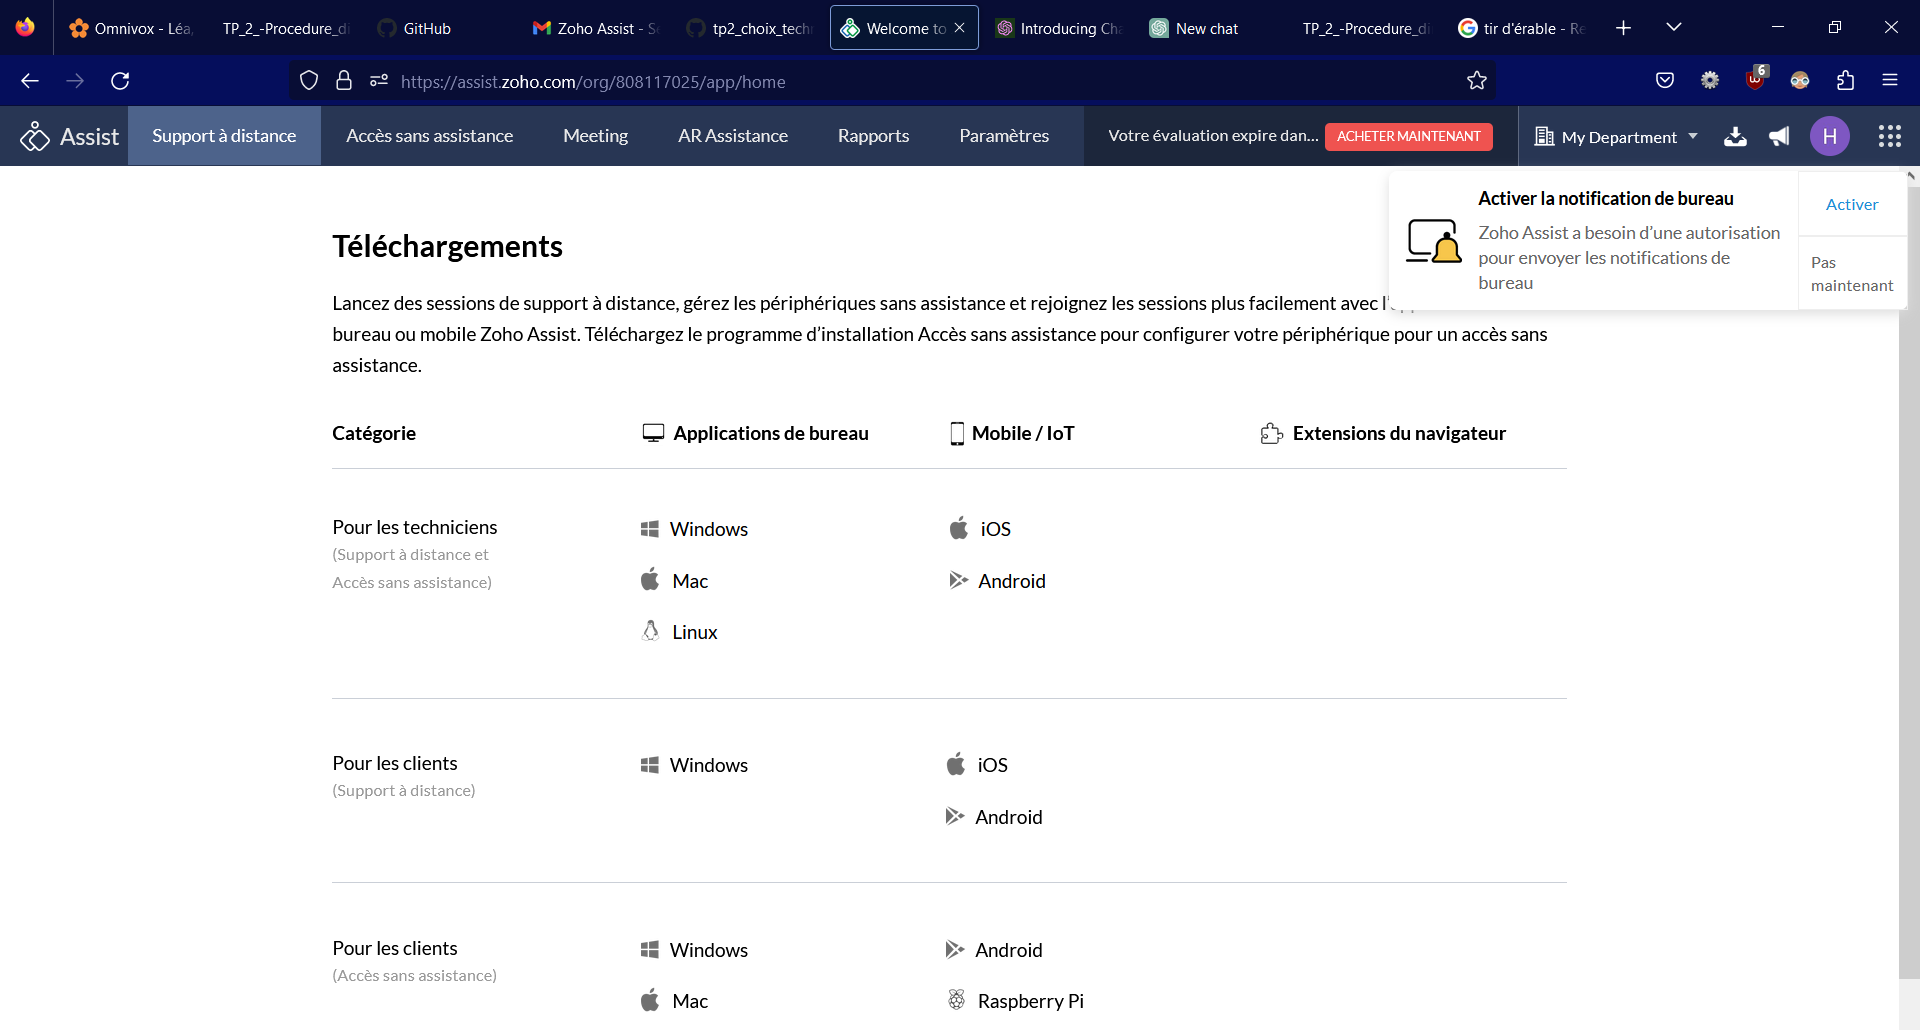 Omnivox - Léa,
TP_2_-Procedure_di
GitHub
Zoho Assist - Se
tp2_choix_techn
Welcome to
Introducing Cha
New chat
TP_2_-Procedure_di
tir d'érable - Re
https://assist.zoho.com/org/808117025/app/home
6
Assist
Support à distance
Accès sans assistance
Meeting
AR Assistance
Rapports
Paramètres
Votre évaluation expire dan...
ACHETER MAINTENANT
My Department
H
Activer la notification de bureau
Zoho Assist a besoin d’une autorisation
pour envoyer les notifications de
bureau
Activer
Pas
maintenant
Téléchargements
Lancez des sessions de support à distance, gérez les périphériques sans assistance et rejoignez les sessions plus facilement avec l’
bureau ou mobile Zoho Assist. Téléchargez le programme d’installation Accès sans assistance pour configurer votre périphérique pour un accès sans
assistance.
Catégorie
Applications de bureau
Mobile / IoT
Extensions du navigateur
Pour les techniciens
(Support à distance et
Accès sans assistance)
Windows
Mac
Linux
iOS
Android
Pour les clients
(Support à distance)
Windows
iOS
Android
Pour les clients
(Accès sans assistance)
Windows
Mac
Android
Raspberry Pi